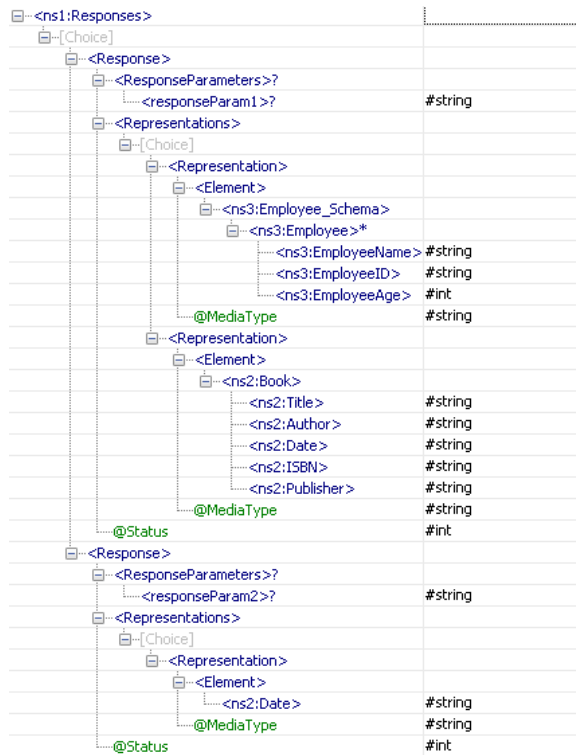 <ns1:Responses>
[Choice]
<Response>
<ResponseParameters>?
<responseParam1>? #string
<Representations>
[Choice]
<Representation>
<Element>
<ns3:Employee_Schema>
<ns3:Employee>*
<ns3:EmployeeName> #string
<ns3:EmployeeID> #string
<ns3:EmployeeAge> #int
@MediaType #string
<Representation>
<Element>
<ns2:Book>
<ns2:Title> #string
<ns2:Author> #string
<ns2:Date> #string
<ns2:ISBN> #string
<ns2:Publisher> #string
@MediaType #string
@Status #int
<Response>
<ResponseParameters>?
<responseParam2>? #string
<Representations>
[Choice]
<Representation>
<Element>
<ns2:Date> #string
@MediaType #string
@Status #int